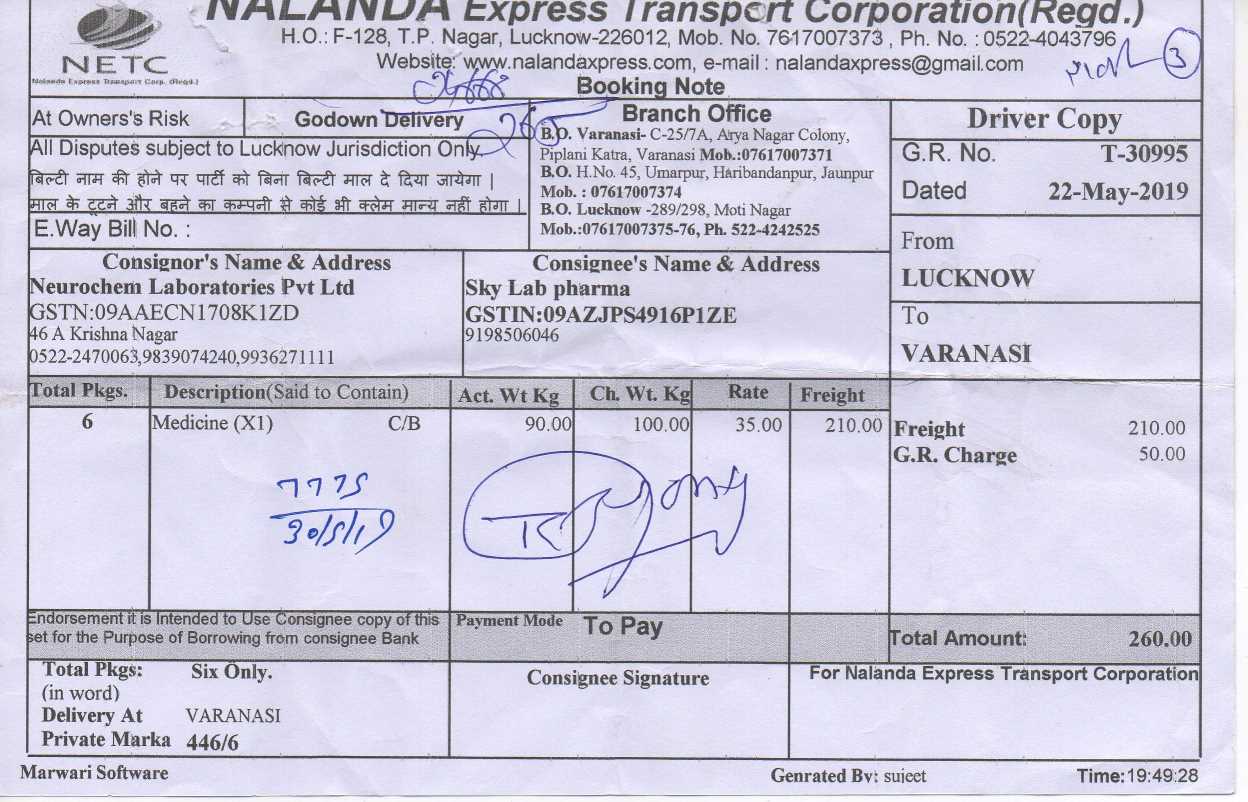 NALANDA Express Transport Corporation(Regd.)
NETC
Nalanda Express Transport Corp. (Regd.)
H.O.: F-128, T.P. Nagar, Lucknow-226012, Mob. No. 7617007373 , Ph. No. : 0522-4043796
Website: www.nalandaxpress.com, e-mail : nalandaxpress@gmail.com
3
Booking Note
At Owners's Risk
Godown Delivery
260
All Disputes subject to Lucknow Jurisdiction Only
बिल्टी नाम की होने पर पार्टी को बिना बिल्टी माल दे दिया जायेगा |
माल के टूटने और बहने का कम्पनी से कोई भी क्लेम मान्य नहीं होगा |
E.Way Bill No. :
Branch Office
B.O. Varanasi- C-25/7A, Arya Nagar Colony,
Piplani Katra, Varanasi Mob.:07617007371
B.O. H.No. 45, Umarpur, Haribandanpur, Jaunpur
Mob. : 07617007374
B.O. Lucknow -289/298, Moti Nagar
Mob.:07617007375-76, Ph. 522-4242525
Driver Copy
G.R. No. T-30995
Dated 22-May-2019
From
LUCKNOW
To
VARANASI
Consignor's Name & Address
Neurochem Laboratories Pvt Ltd
GSTN:09AAECN1708K1ZD
46 A Krishna Nagar
0522-2470063,9839074240,9936271111
Consignee's Name & Address
Sky Lab pharma
GSTIN:09AZJPS4916P1ZE
9198506046
Total Pkgs. Description(Said to Contain) Act. Wt Kg Ch. Wt. Kg Rate Freight
6 Medicine (X1) C/B 90.00 100.00 35.00 210.00
Freight 210.00
G.R. Charge 50.00
7775
30/5/19
Endorsement it is Intended to Use Consignee copy of this
set for the Purpose of Borrowing from consignee Bank
Payment Mode To Pay
Total Amount: 260.00
Total Pkgs: Six Only.
(in word)
Delivery At VARANASI
Private Marka 446/6
Consignee Signature
For Nalanda Express Transport Corporation
Marwari Software
Genrated By: sujeet
Time:19:49:28